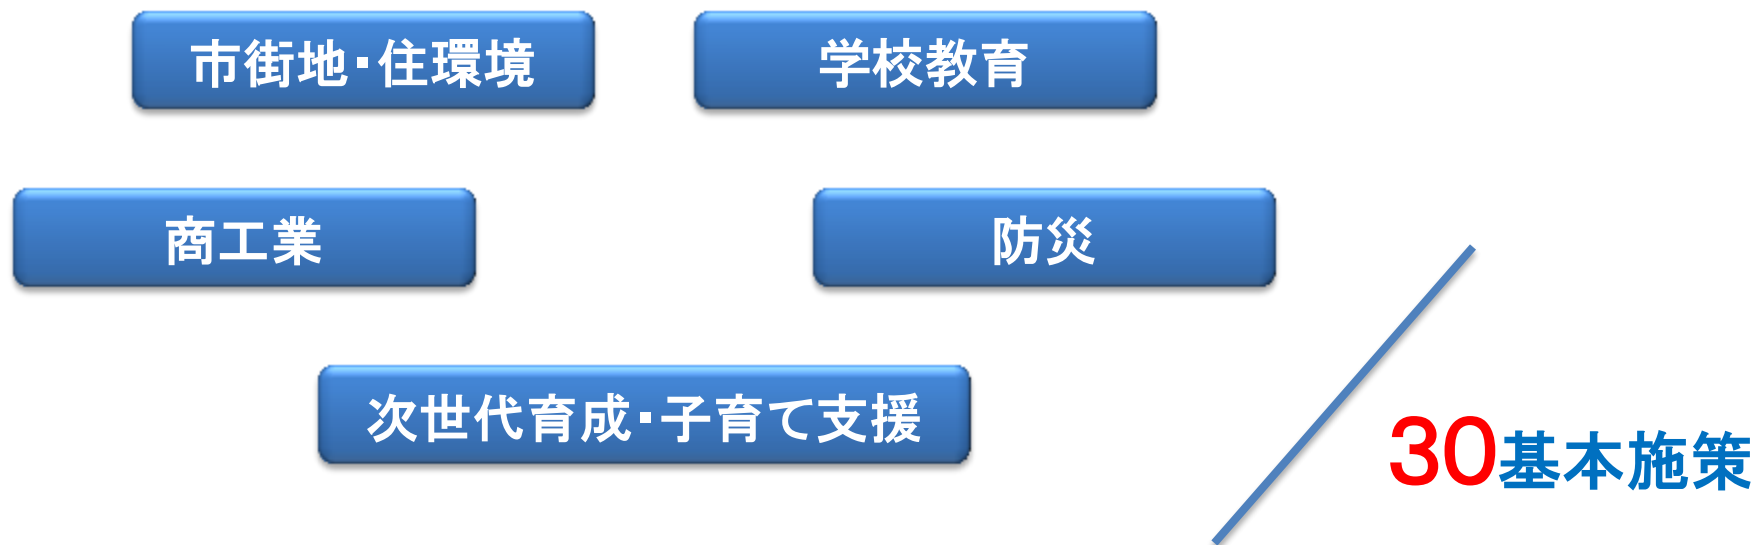 市街地・住環境
学校教育
商工業
防災
次世代育成・子育て支援
30基本施策